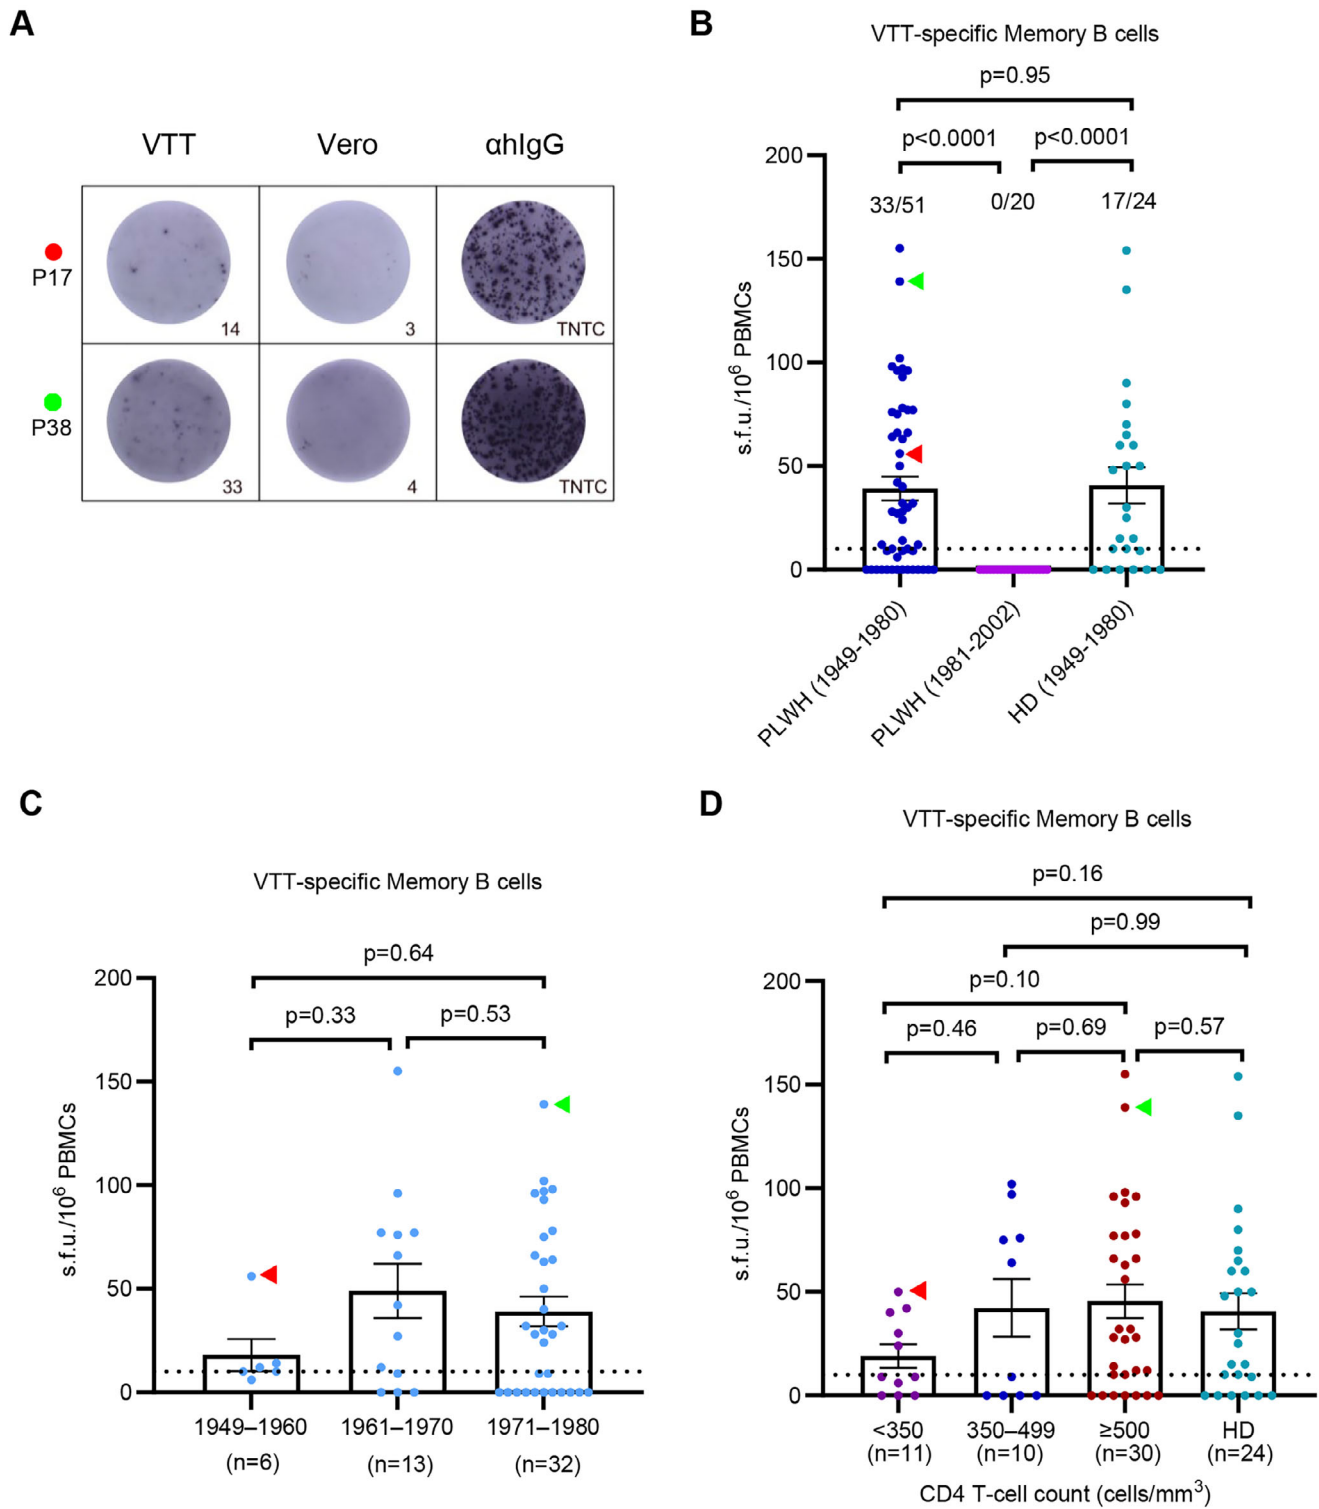 A
VTT Vero αhIgG
P17
14 3 TNTC
P38
33 4 TNTC
B
VTT-specific Memory B cells
p=0.95
p<0.0001 p<0.0001
33/51 0/20 17/24
200
150
100
50
0
s.f.u./10⁶ PBMCs
PLWH (1949-1980)
PLWH (1981-2002)
HD (1949-1980)
C
VTT-specific Memory B cells
p=0.64
p=0.33 p=0.53
200
150
100
50
0
s.f.u./10⁶ PBMCs
1949–1960 1961–1970 1971–1980
(n=6) (n=13) (n=32)
D
VTT-specific Memory B cells
p=0.16
p=0.99
p=0.10
p=0.46 p=0.69 p=0.57
200
150
100
50
0
s.f.u./10⁶ PBMCs
<350 350–499 ≥500 HD
(n=11) (n=10) (n=30) (n=24)
CD4 T-cell count (cells/mm³)